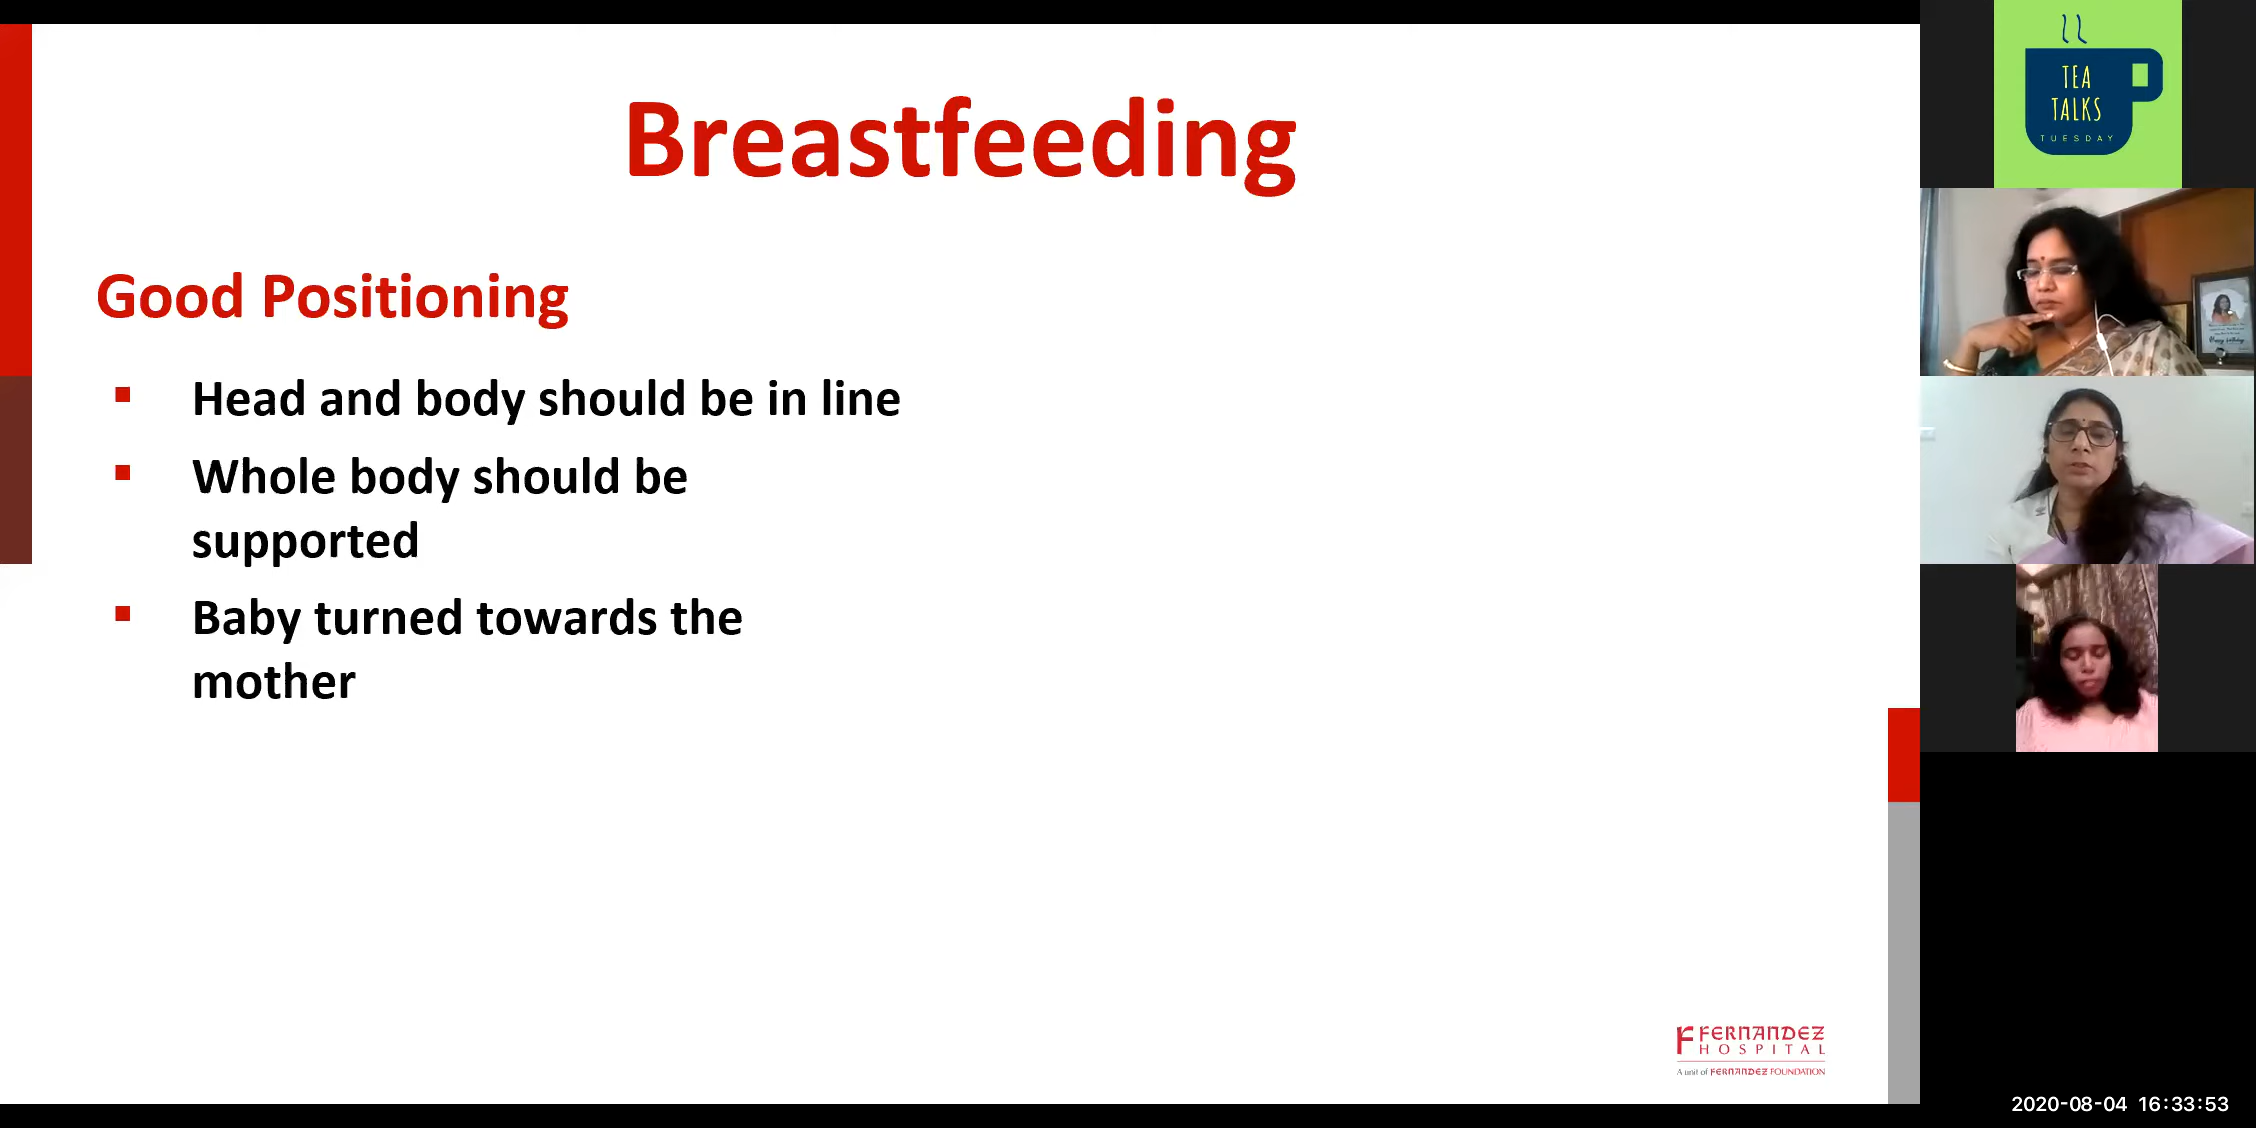 Breastfeeding
Good Positioning
▪ Head and body should be in line
▪ Whole body should be
supported
▪ Baby turned towards the
mother
FERNANDEZ
HOSPITAL
A unit of FERNANDEZ FOUNDATION
TEA
TALKS
TUESDAY
2020-08-04 16:33:53